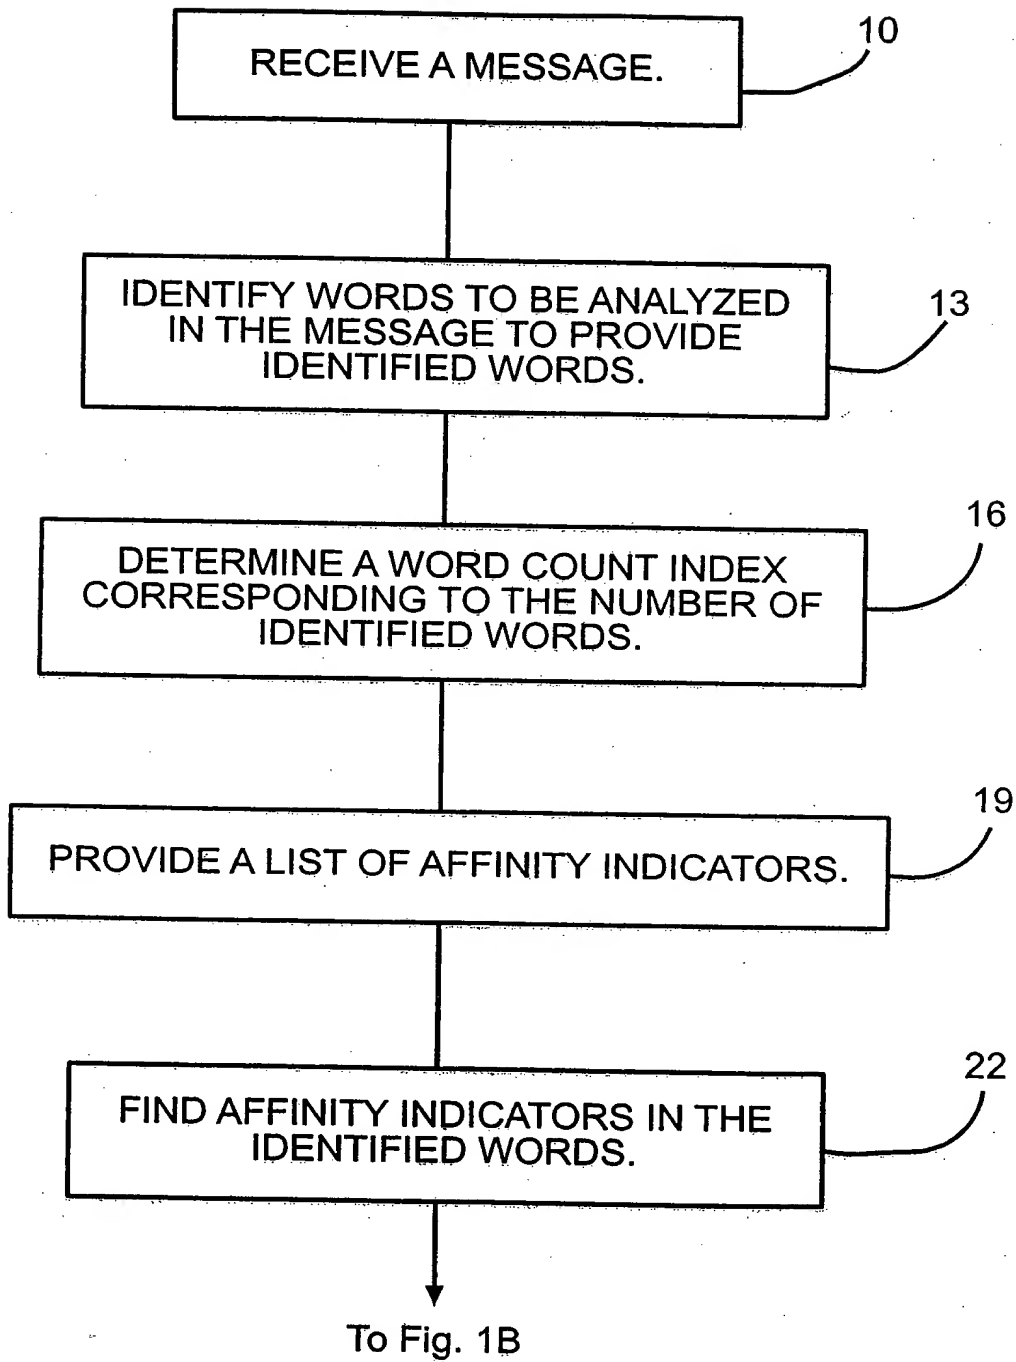 10
RECEIVE A MESSAGE.
13
IDENTIFY WORDS TO BE ANALYZED
IN THE MESSAGE TO PROVIDE
IDENTIFIED WORDS.
16
DETERMINE A WORD COUNT INDEX
CORRESPONDING TO THE NUMBER OF
IDENTIFIED WORDS.
19
PROVIDE A LIST OF AFFINITY INDICATORS.
22
FIND AFFINITY INDICATORS IN THE
IDENTIFIED WORDS.
To Fig. 1B